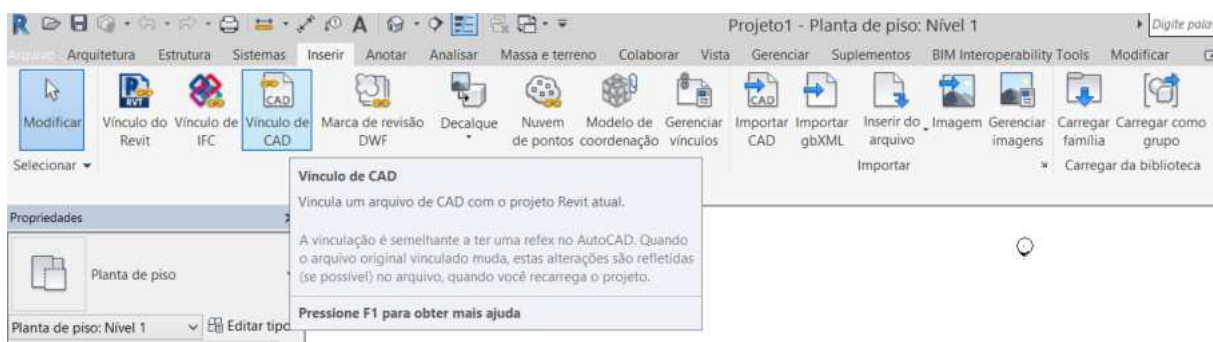 Projeto1 - Planta de piso: Nível 1
Digite pala
Arquivo Arquitetura Estrutura Sistemas Inserir Anotar Analisar Massa e terreno Colaborar Vista Gerenciar Suplementos BIM Interoperability Tools Modificar
Modificar
Vínculo do Revit
Vínculo de IFC
Vínculo de CAD
Marca de revisão DWF
Decalque
Nuvem de pontos
Modelo de coordenação
Gerenciar vínculos
Importar CAD
Importar gbXML
Inserir do arquivo
Imagem
Gerenciar imagens
Carregar família
Carregar como grupo
Selecionar
Importar
Carregar da biblioteca
Vínculo de CAD
Vincula um arquivo de CAD com o projeto Revit atual.
A vinculação é semelhante a ter uma refex no AutoCAD. Quando
o arquivo original vinculado muda, estas alterações são refletidas
(se possível) no arquivo, quando você recarrega o projeto.
Pressione F1 para obter mais ajuda
Propriedades
Planta de piso
Planta de piso: Nível 1
Editar tipo